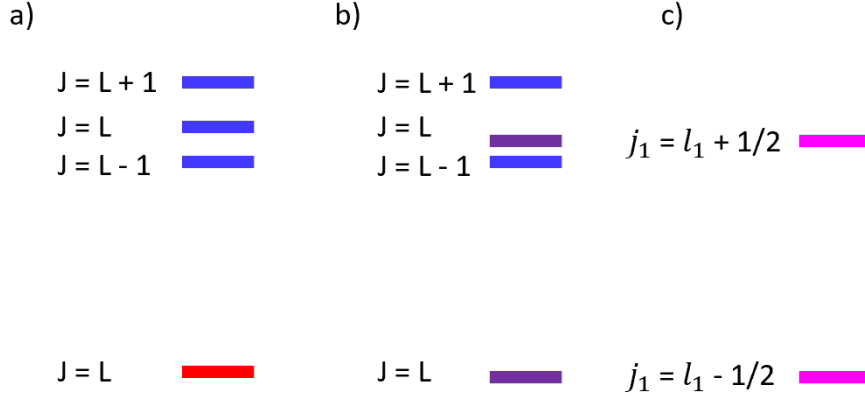 a)
J = L + 1
J = L
J = L - 1
J = L
b)
J = L + 1
J = L
J = L - 1
J = L
c)
j₁ = l₁ + 1/2
j₁ = l₁ - 1/2